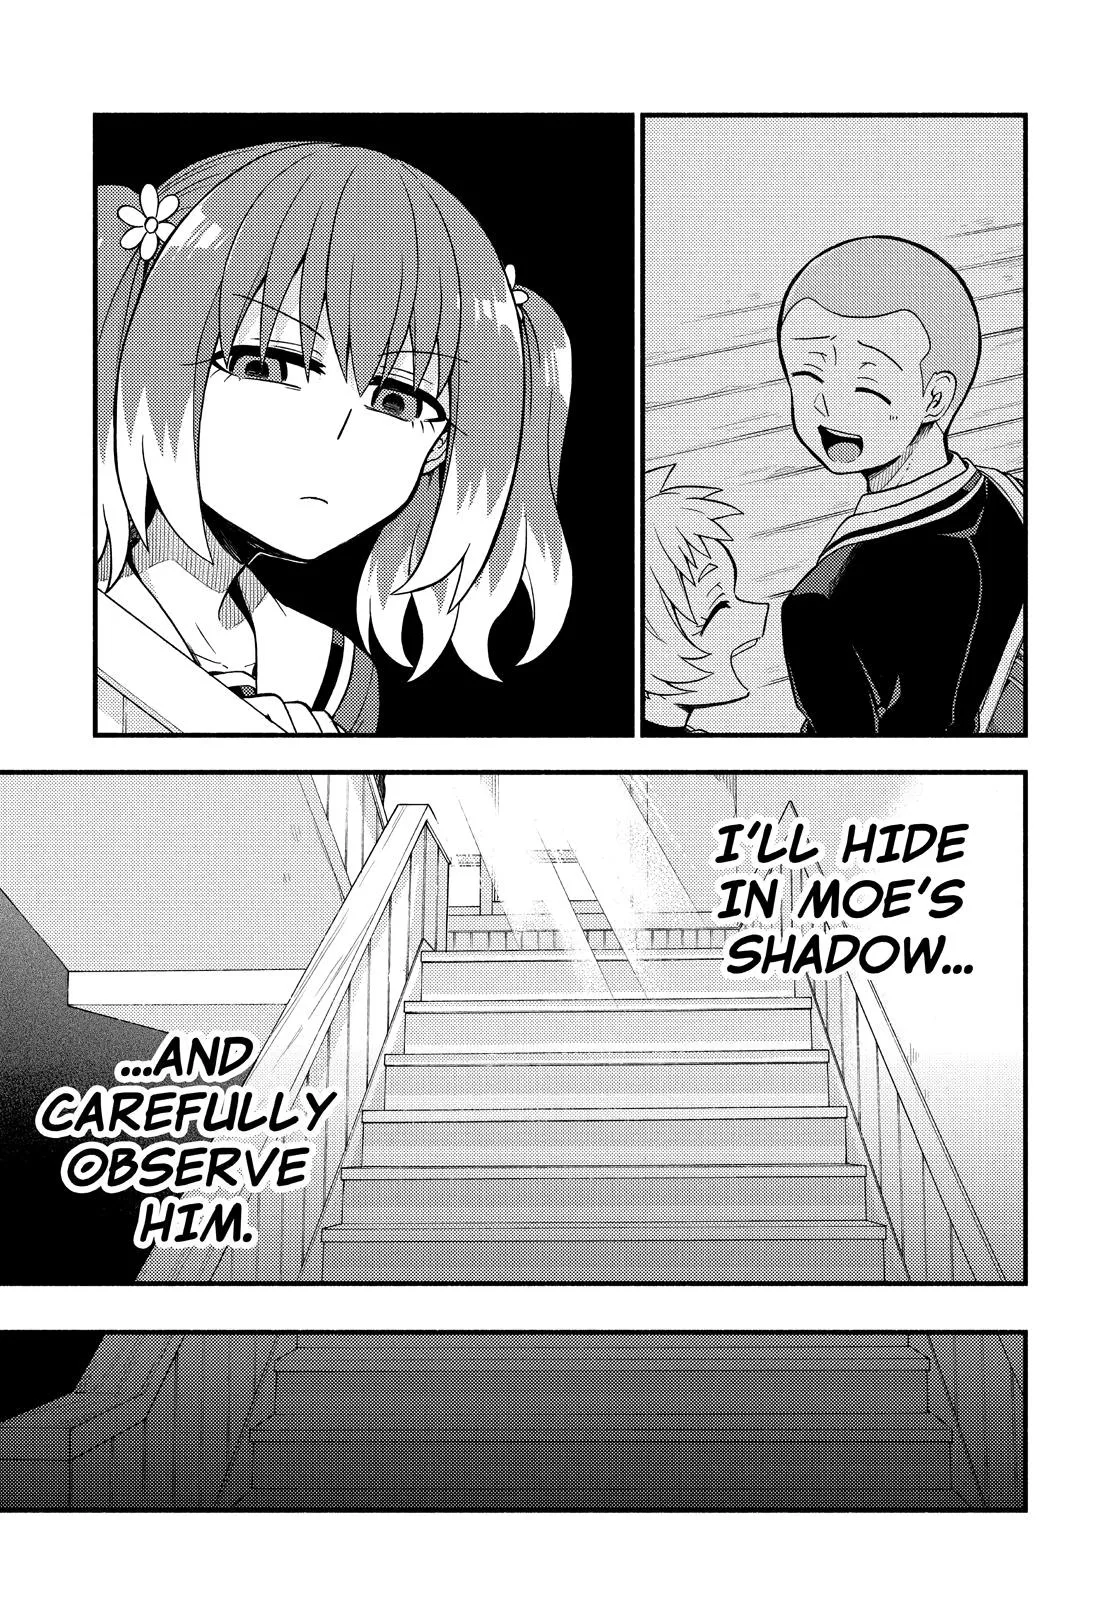 I'LL HIDE
IN MOE'S
SHADOW...
...AND
CAREFULLY
OBSERVE
HIM.